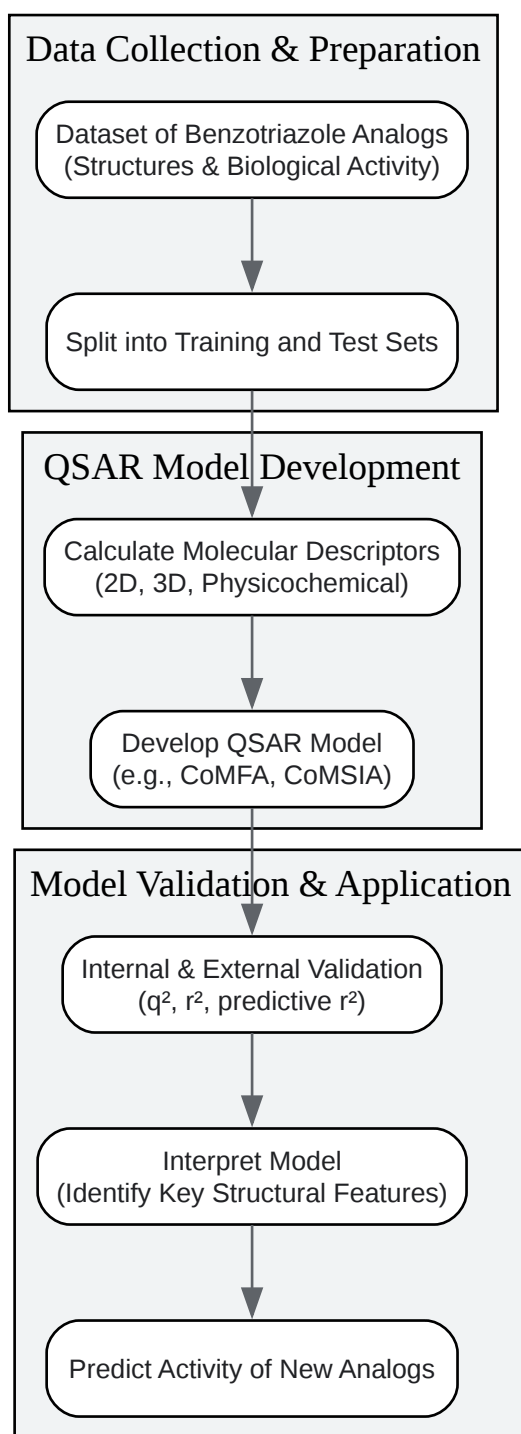 Data Collection & Preparation
Dataset of Benzotriazole Analogs
(Structures & Biological Activity)
Split into Training and Test Sets
QSAR Model Development
Calculate Molecular Descriptors
(2D, 3D, Physicochemical)
Develop QSAR Model
(e.g., CoMFA, CoMSIA)
Model Validation & Application
Internal & External Validation
(q², r², predictive r²)
Interpret Model
(Identify Key Structural Features)
Predict Activity of New Analogs